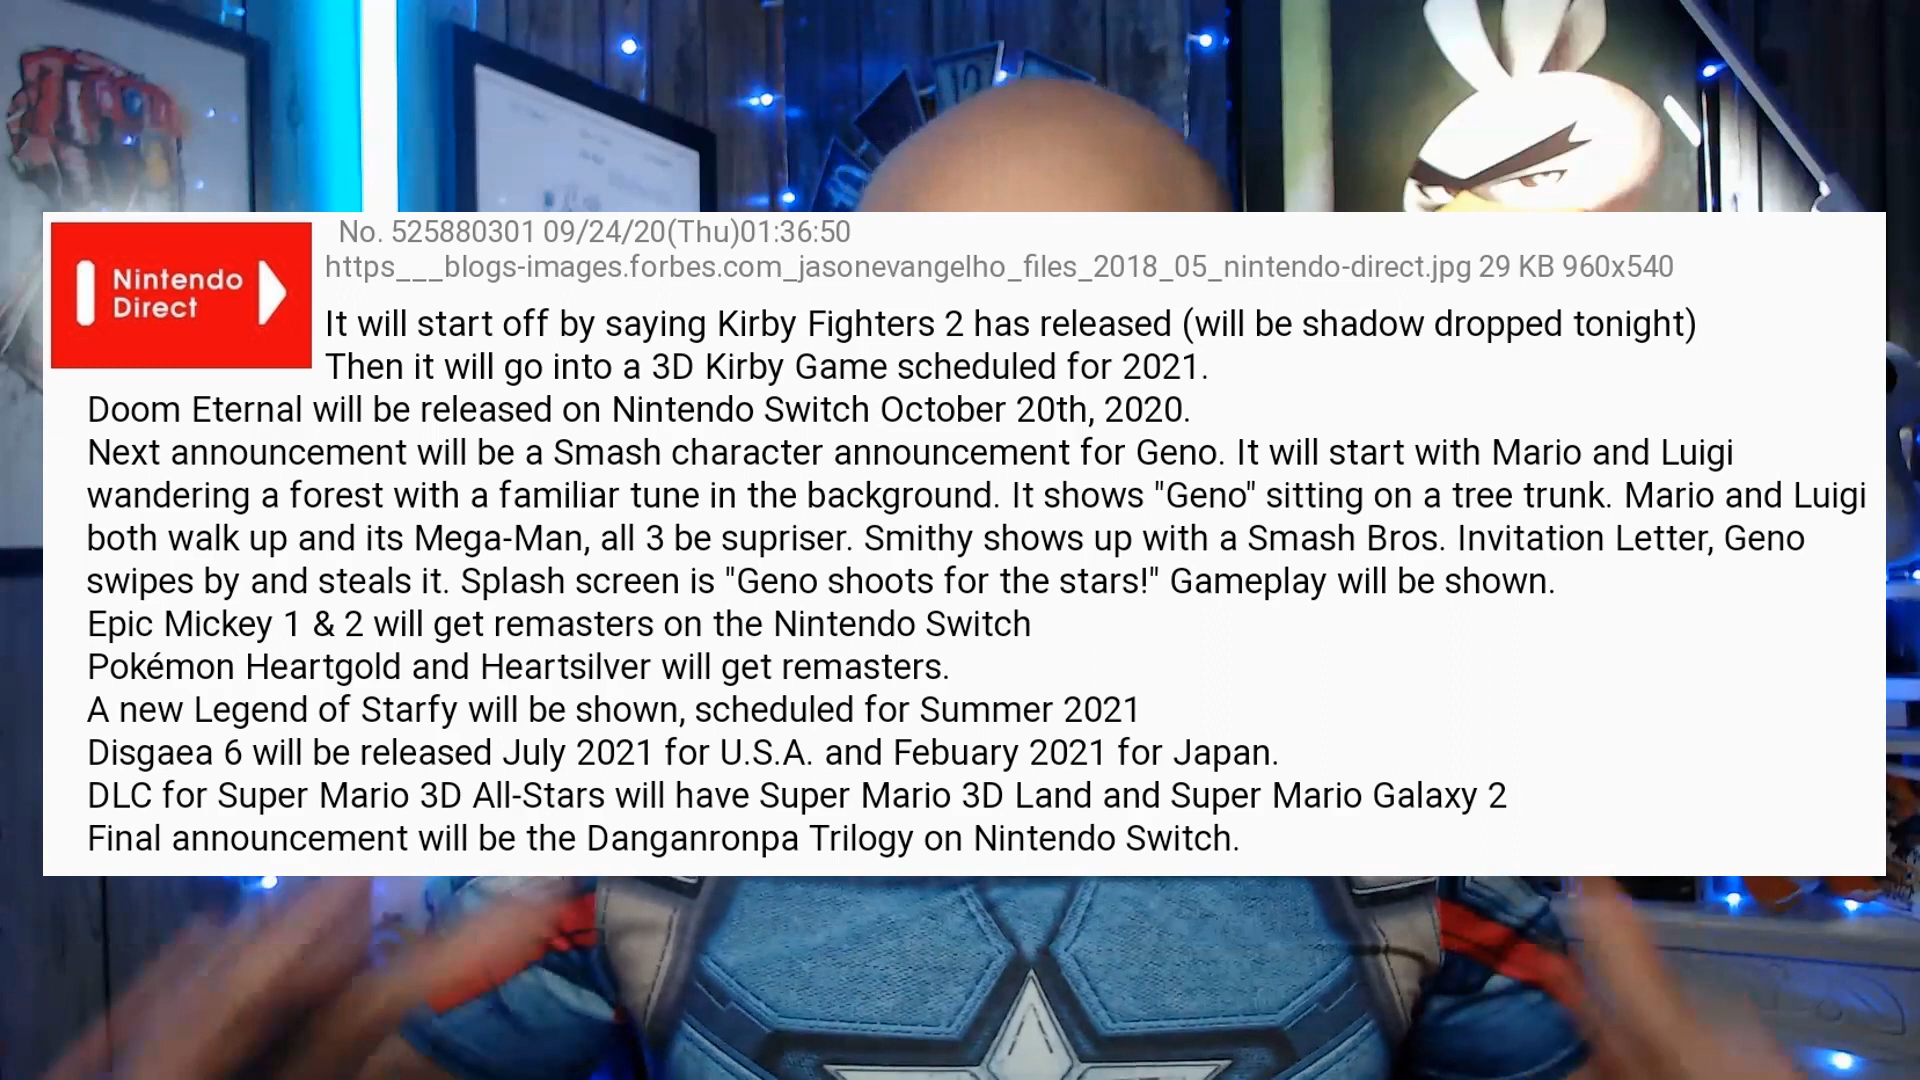 No. 525880301 09/24/20(Thu)01:36:50
https___blogs-images.forbes.com_jasonevangelho_files_2018_05_nintendo-direct.jpg 29 KB 960x540
Nintendo
Direct
It will start off by saying Kirby Fighters 2 has released (will be shadow dropped tonight)
Then it will go into a 3D Kirby Game scheduled for 2021.
Doom Eternal will be released on Nintendo Switch October 20th, 2020.
Next announcement will be a Smash character announcement for Geno. It will start with Mario and Luigi
wandering a forest with a familiar tune in the background. It shows "Geno" sitting on a tree trunk. Mario and Luigi
both walk up and its Mega-Man, all 3 be supriser. Smithy shows up with a Smash Bros. Invitation Letter, Geno
swipes by and steals it. Splash screen is "Geno shoots for the stars!" Gameplay will be shown.
Epic Mickey 1 & 2 will get remasters on the Nintendo Switch
Pokémon Heartgold and Heartsilver will get remasters.
A new Legend of Starfy will be shown, scheduled for Summer 2021
Disgaea 6 will be released July 2021 for U.S.A. and Febuary 2021 for Japan.
DLC for Super Mario 3D All-Stars will have Super Mario 3D Land and Super Mario Galaxy 2
Final announcement will be the Danganronpa Trilogy on Nintendo Switch.